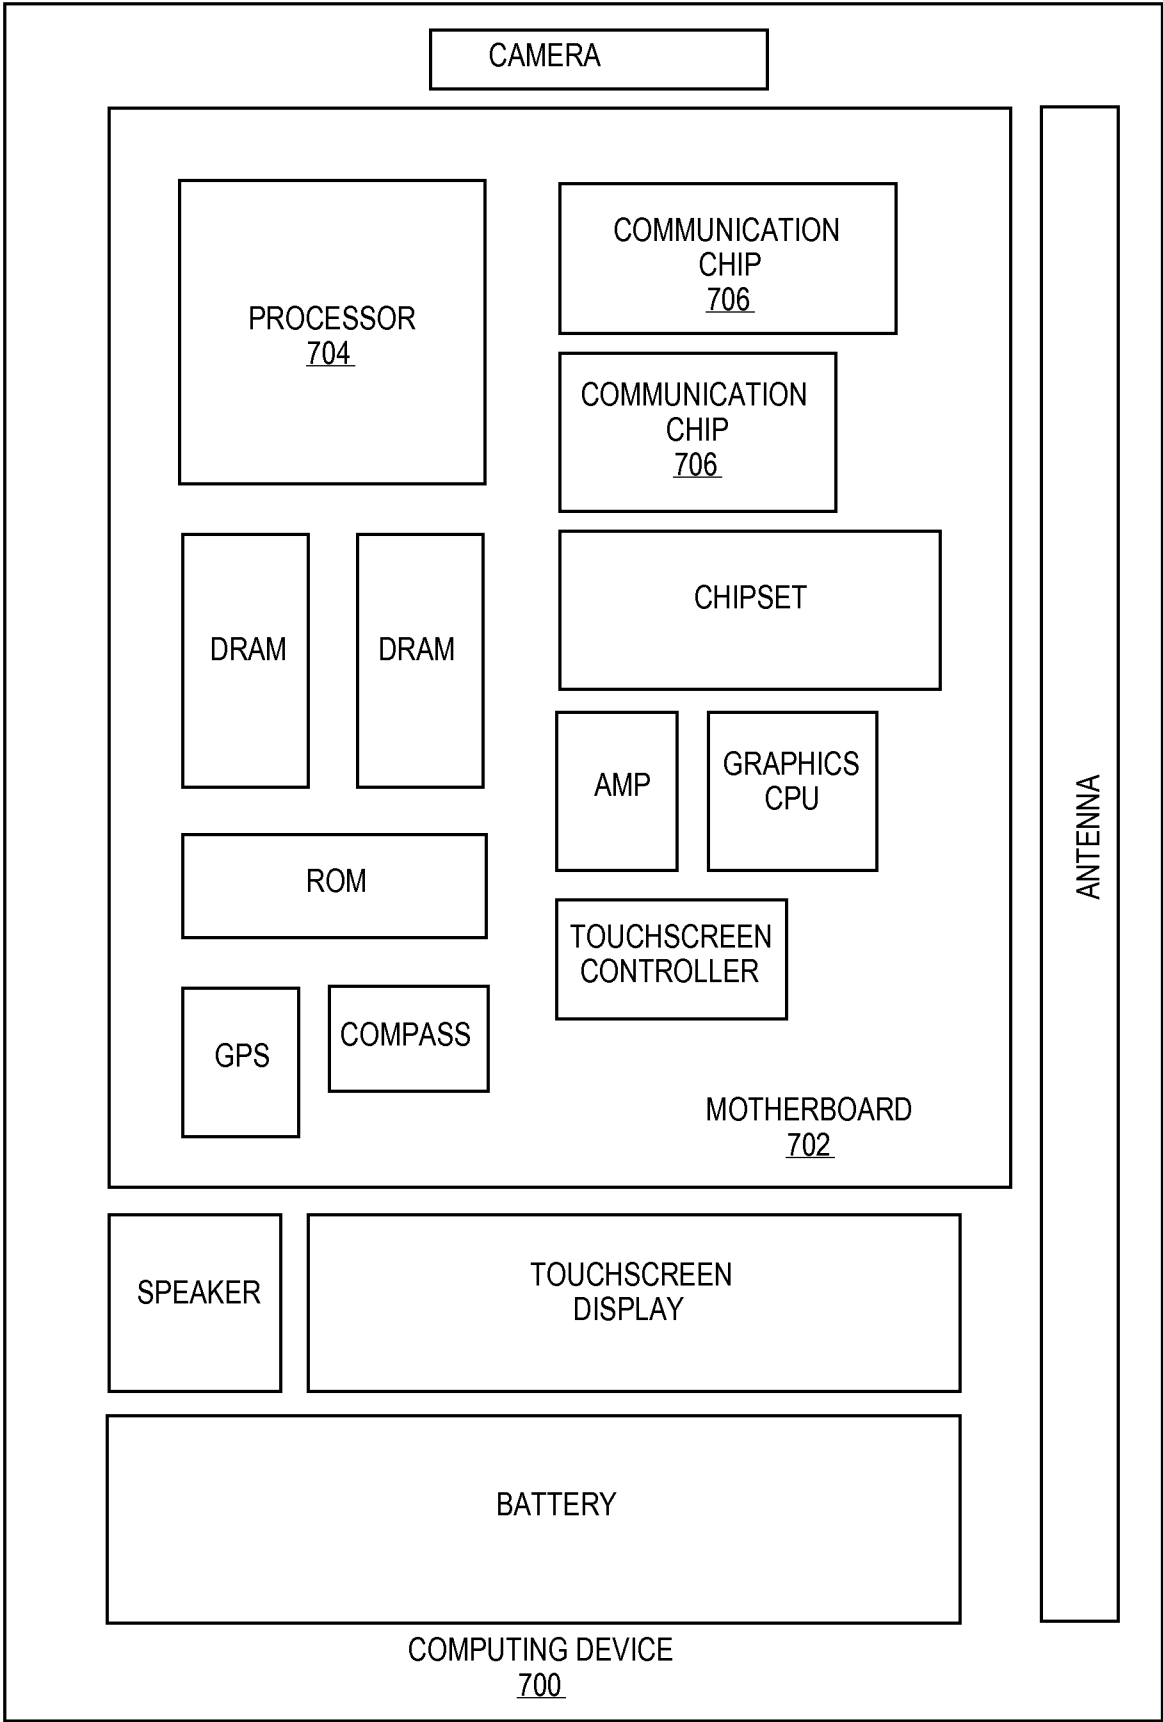 CAMERA
PROCESSOR
704
COMMUNICATION
CHIP
706
COMMUNICATION
CHIP
706
DRAM
DRAM
CHIPSET
AMP
GRAPHICS
CPU
ROM
TOUCHSCREEN
CONTROLLER
GPS
COMPASS
MOTHERBOARD
702
ANTENNA
SPEAKER
TOUCHSCREEN
DISPLAY
BATTERY
COMPUTING DEVICE
700